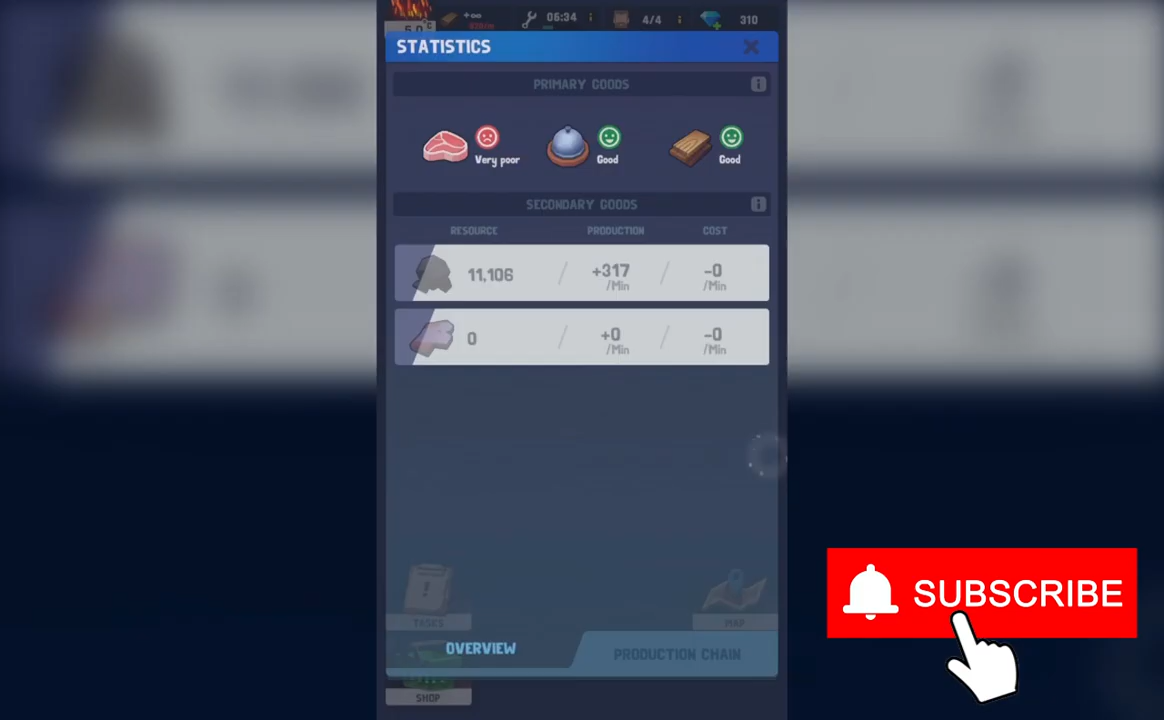 +∞ 06:34 i 4/4 i 310
STATISTICS
PRIMARY GOODS i
Very poor Good Good
SECONDARY GOODS i
RESOURCE PRODUCTION COST
11,106 / +317 /Min / -0 /Min
0 / +0 /Min / -0 /Min
TASKS MAP
OVERVIEW PRODUCTION CHAIN
SHOP
SUBSCRIBE